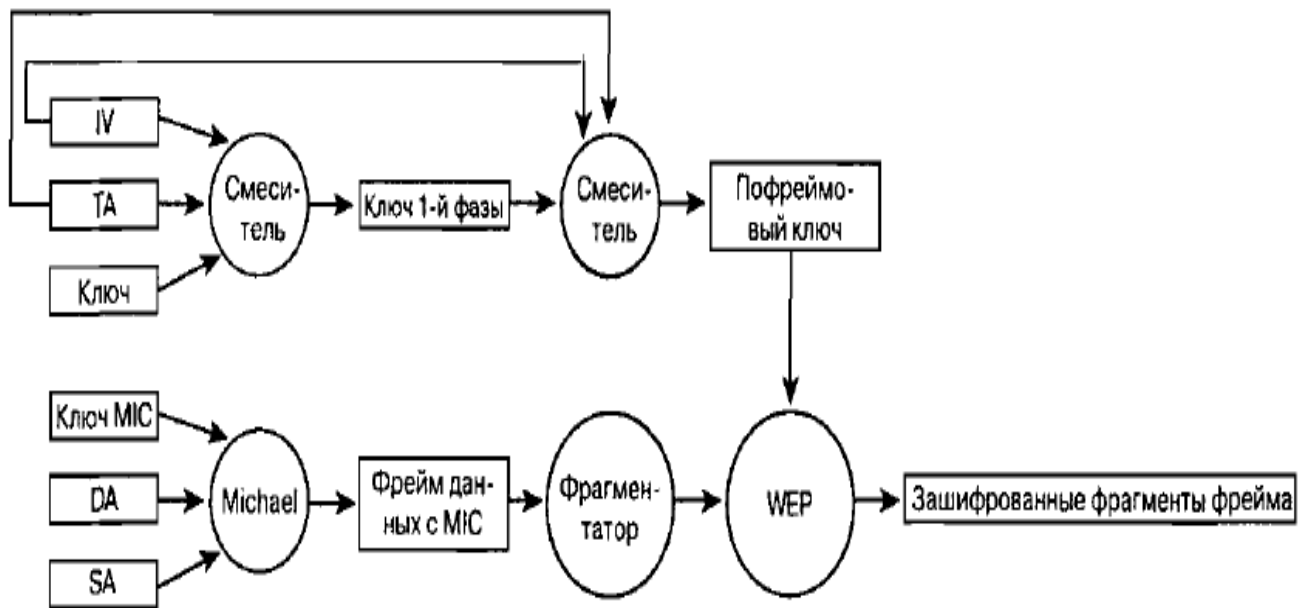 IV
TA
Ключ
Смеси-
тель
Ключ 1-й фазы
Смеси-
тель
Пофреймо-
вый ключ
Ключ MIC
DA
SA
Michael
Фрейм дан-
ных с MIC
Фрагмен-
татор
WEP
Зашифрованные фрагменты фрейма